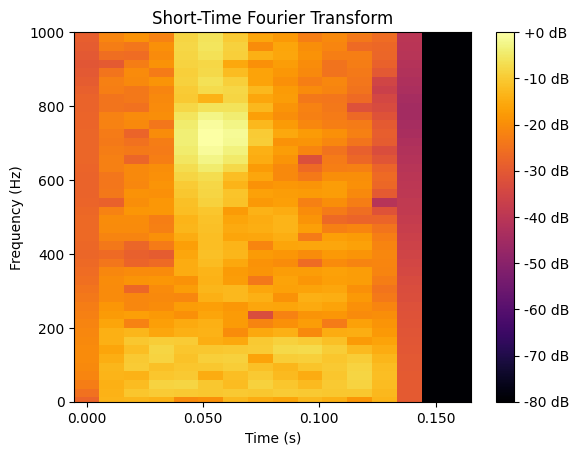 Short-Time Fourier Transform
Frequency (Hz)
1000
800
600
400
200
0
0.000
0.050
0.100
0.150
Time (s)
+0 dB
-10 dB
-20 dB
-30 dB
-40 dB
-50 dB
-60 dB
-70 dB
-80 dB